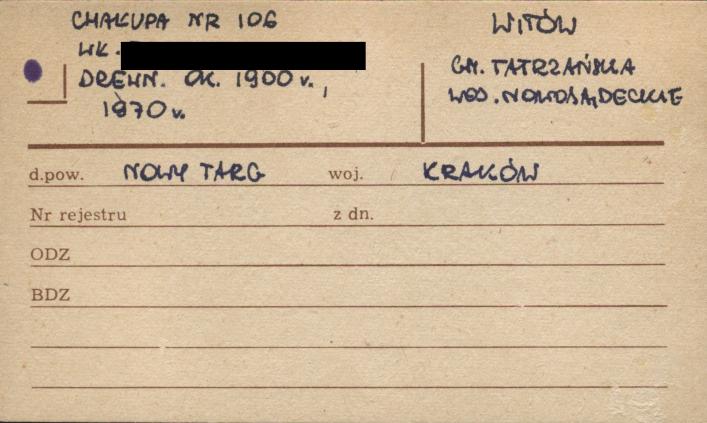 CHAŁUPA NR 106
WŁ.
DREWN. OK. 1900 r.,
1970 r.
WITÓW
GM. TATRZAŃSKA
WOJ. NOWOSĄDECKIE
d.pow. NOWY TARG woj. KRAKÓW
Nr rejestru z dn.
ODZ
BDZ